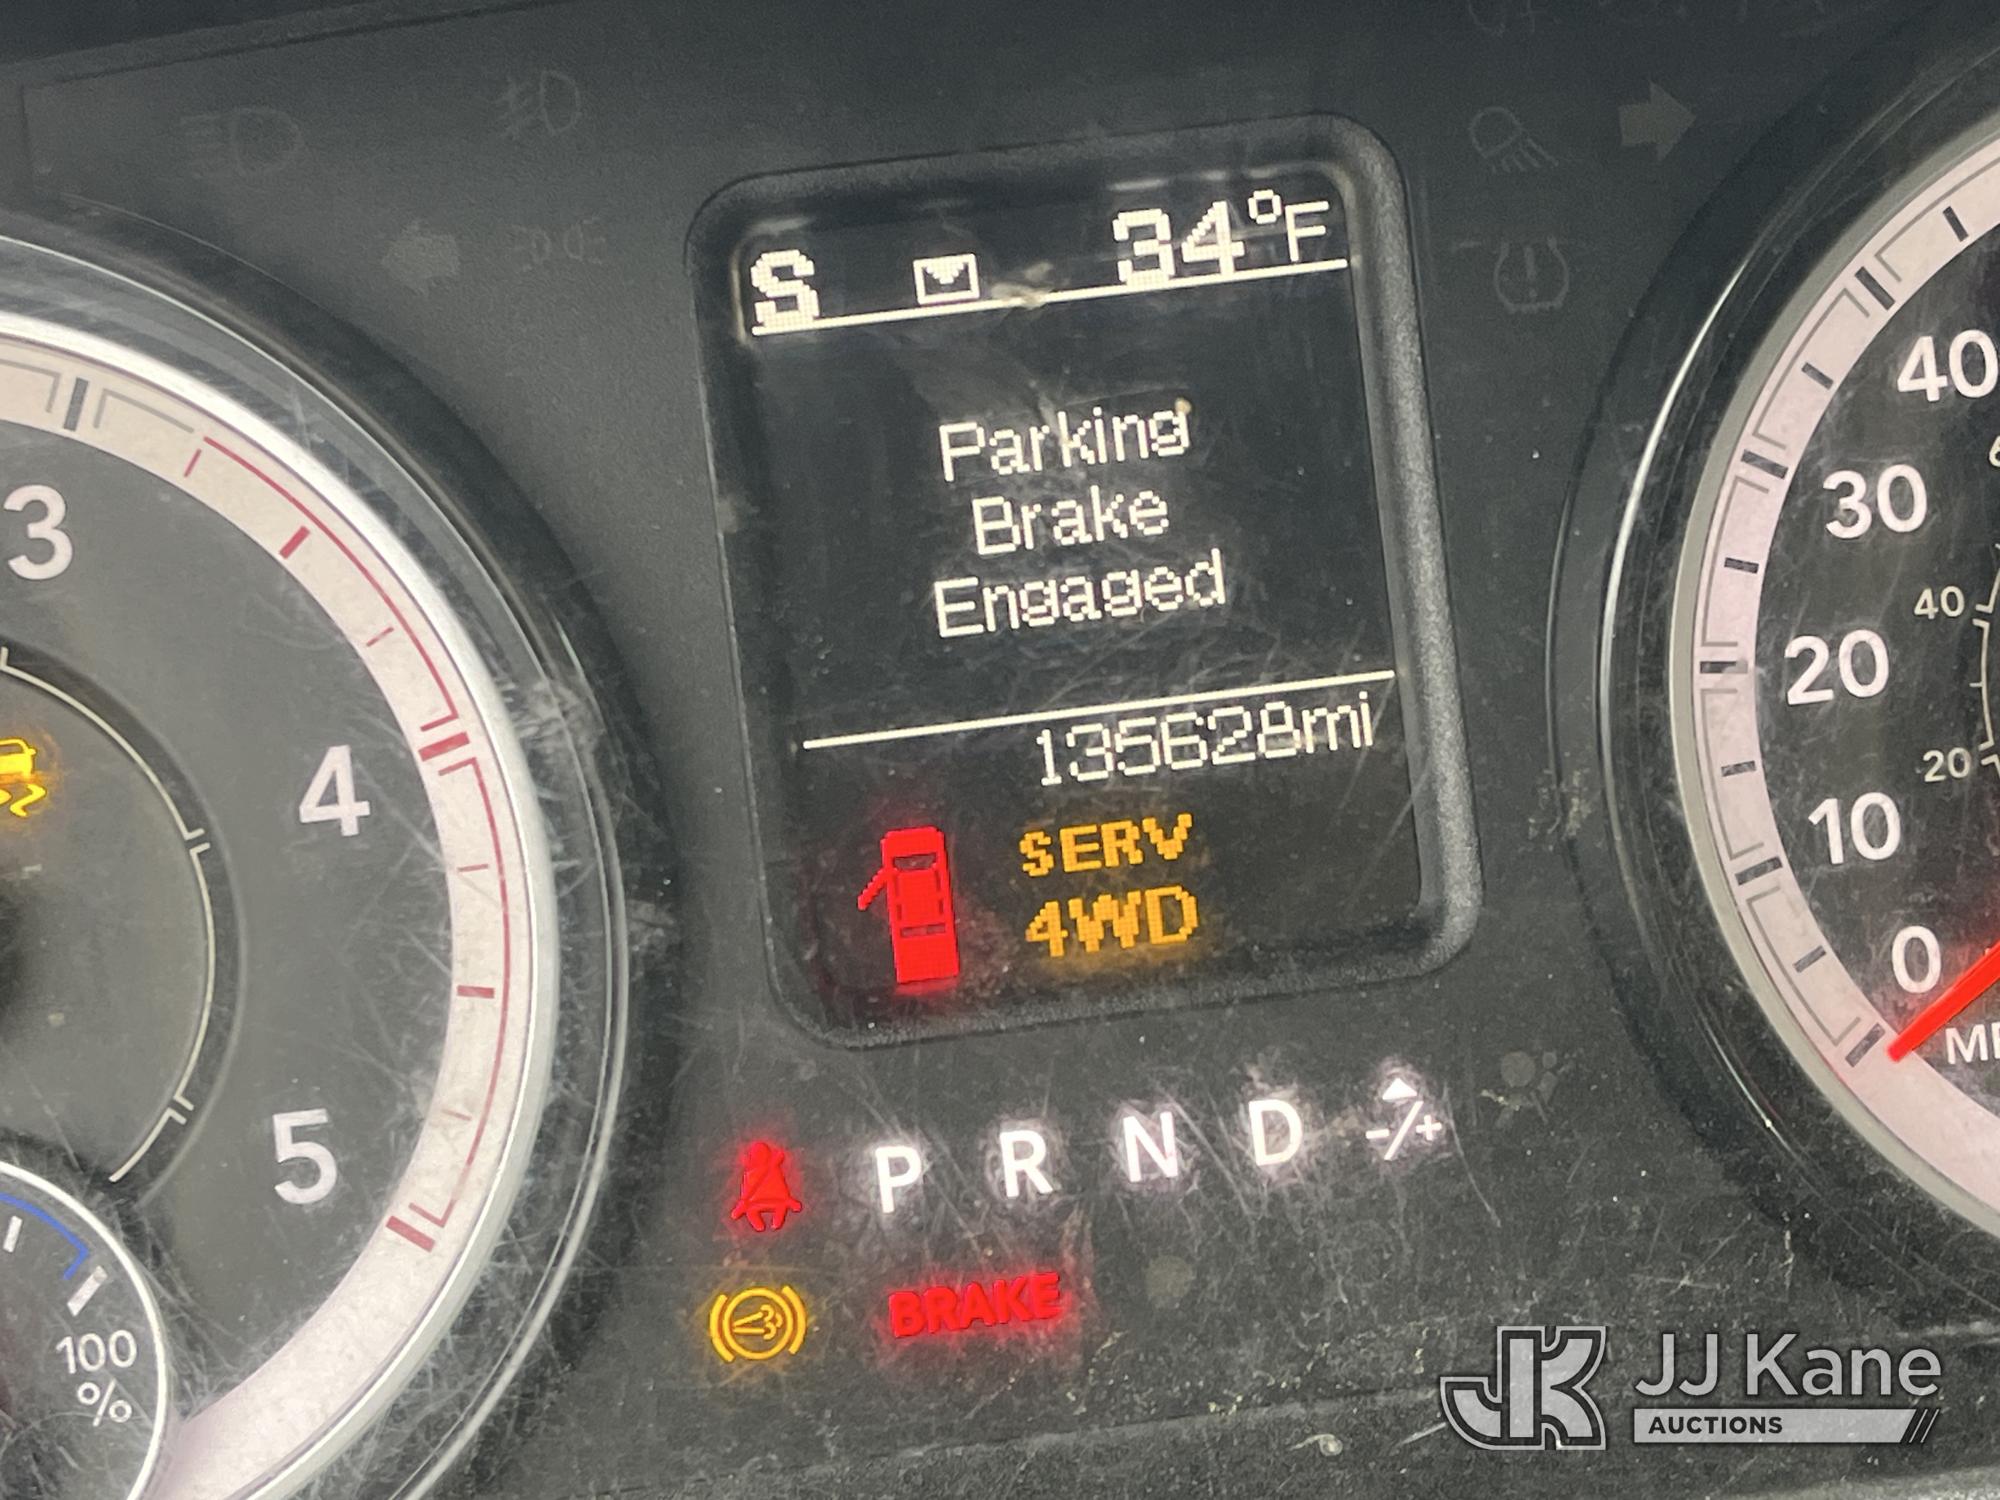 S 34°F
Parking
Brake
Engaged
135628mi
SERV
4WD
3
4
5
100
%
40
30
20
10
0
40
20
P R N D -/+
BRAKE
JK JJ Kane
AUCTIONS